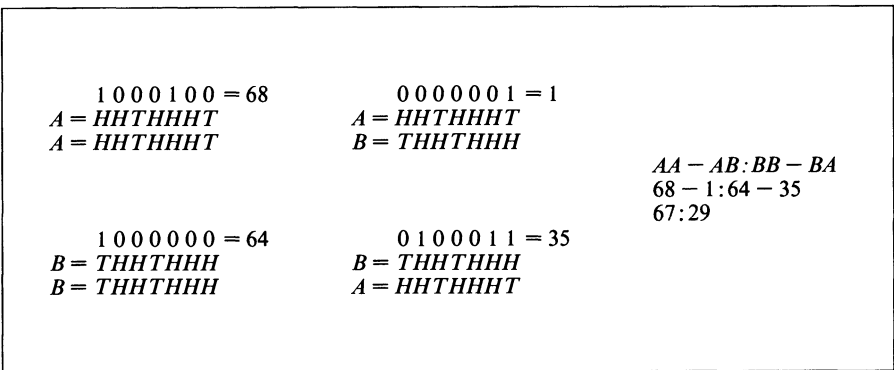 1 0 0 0 1 0 0 = 68
A = HHTHHHT
A = HHTHHHT
0 0 0 0 0 0 1 = 1
A = HHTHHHT
B = THHTHHH
1 0 0 0 0 0 0 = 64
B = THHTHHH
B = THHTHHH
0 1 0 0 0 1 1 = 35
B = THHTHHH
A = HHTHHHT
AA − AB:BB − BA
68 − 1:64 − 35
67:29